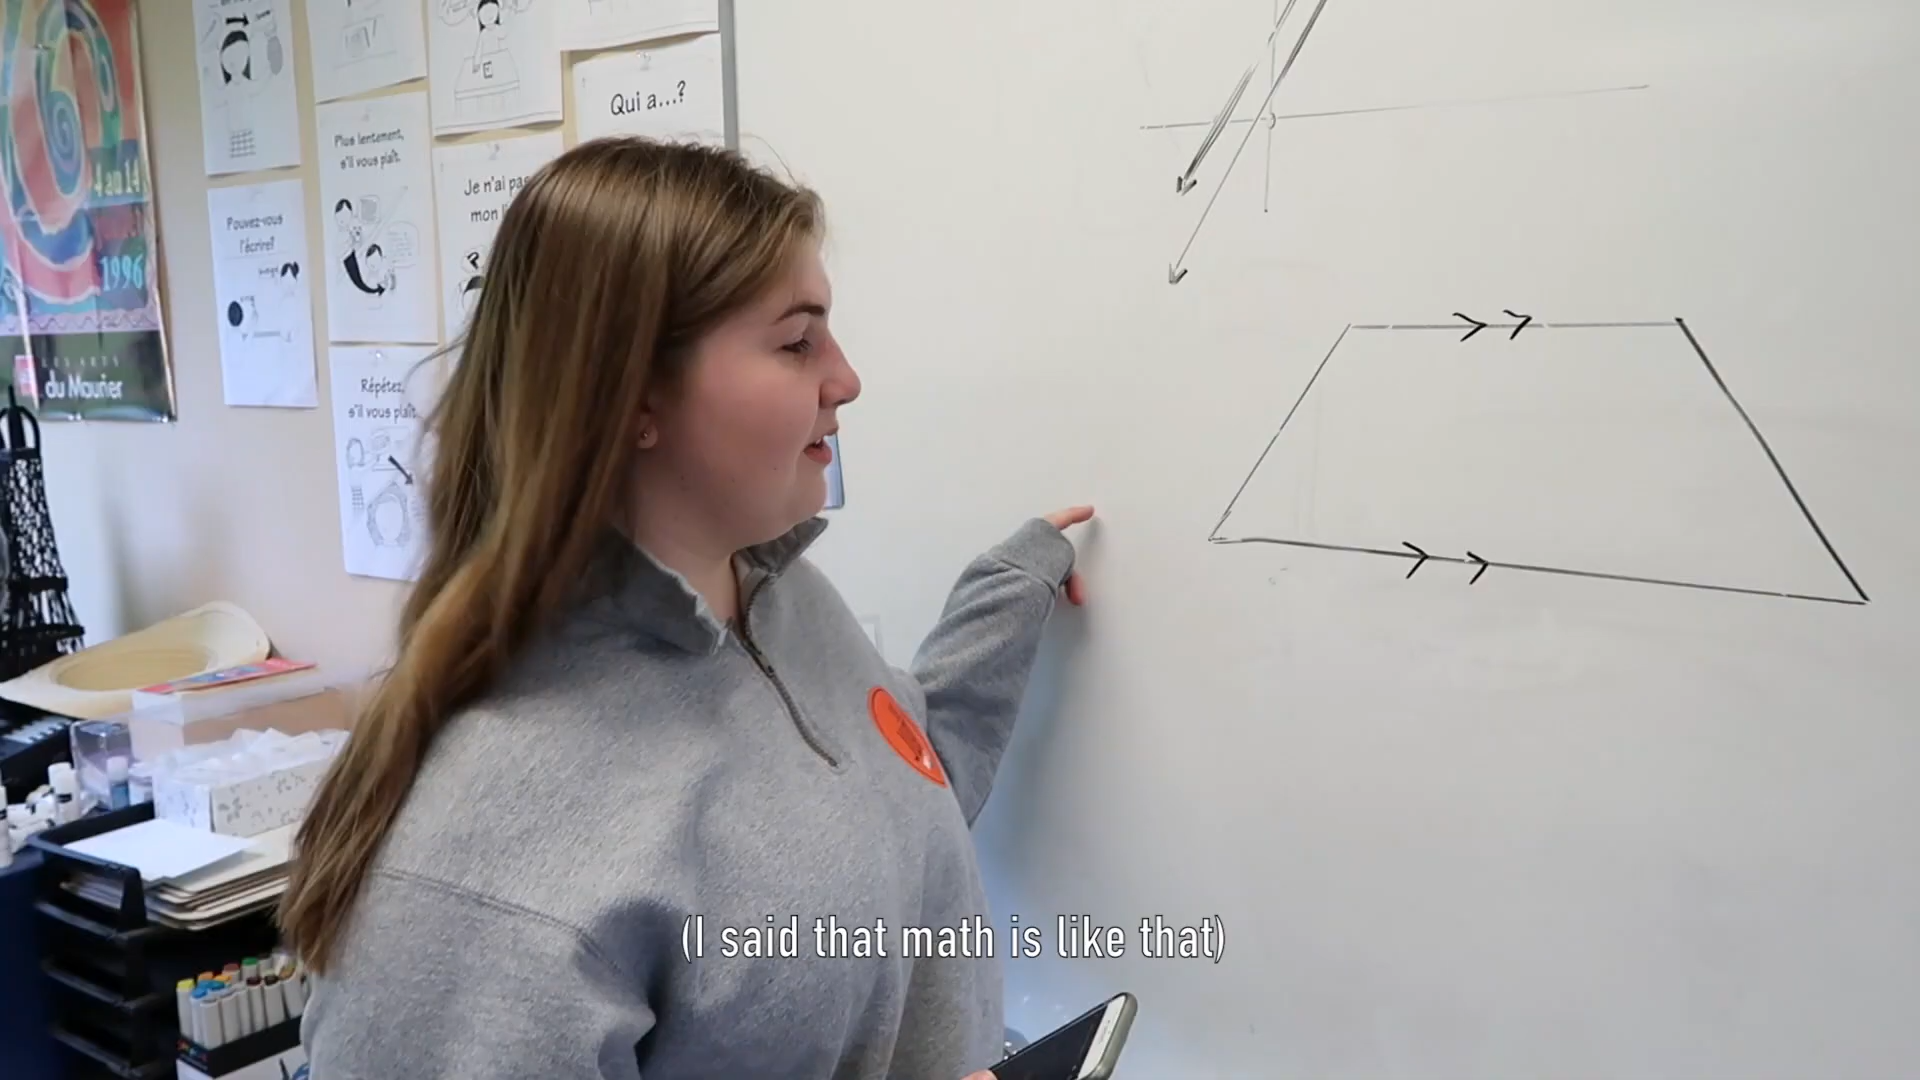 4 au 14
1996
LES ARTS
du Maurier
Pouvez-vous
l'écrire?
Plus lentement,
s'il vous plaît.
Répétez,
s'il vous plaît.
Je n'ai pas
mon
Qui a...?
(I said that math is like that)